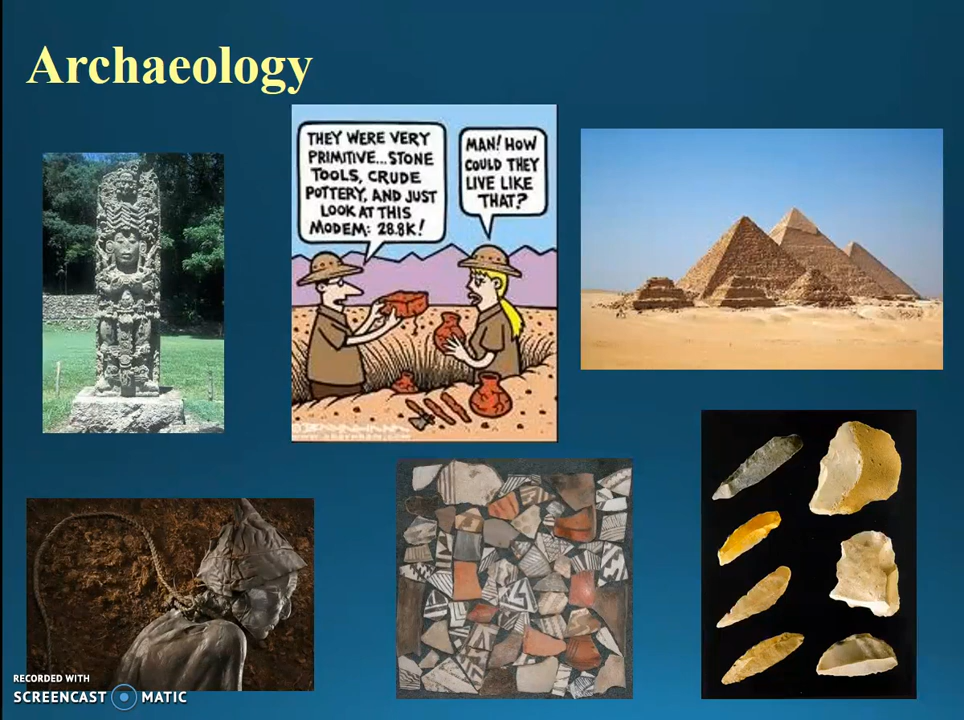 Archaeology
THEY WERE VERY
PRIMITIVE...STONE
TOOLS, CRUDE
POTTERY, AND JUST
LOOK AT THIS
MODEM: 28.8K!
MAN! HOW
COULD THEY
LIVE LIKE
THAT?
RECORDED WITH
SCREENCAST MATIC